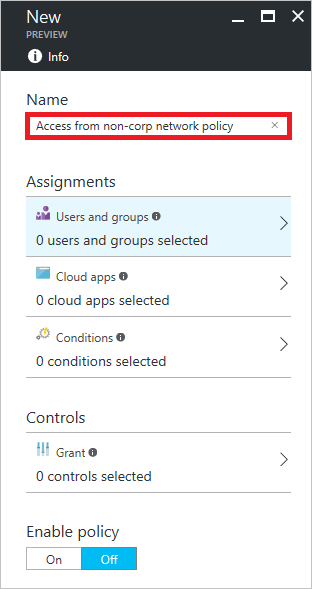 New
PREVIEW
Info
Name
Access from non-corp network policy
Assignments
Users and groups
0 users and groups selected
Cloud apps
0 cloud apps selected
Conditions
0 conditions selected
Controls
Grant
0 controls selected
Enable policy
On Off